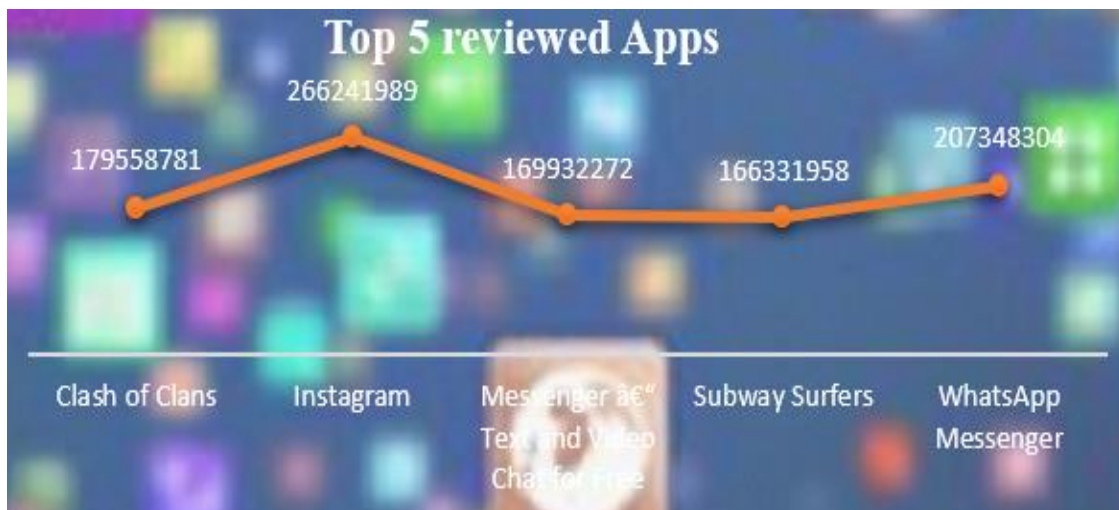 Top 5 reviewed Apps
266241989
179558781
169932272
166331958
207348304
Clash of Clans
Instagram
Messenger â€“
Text and Video
Chat for Free
Subway Surfers
WhatsApp
Messenger